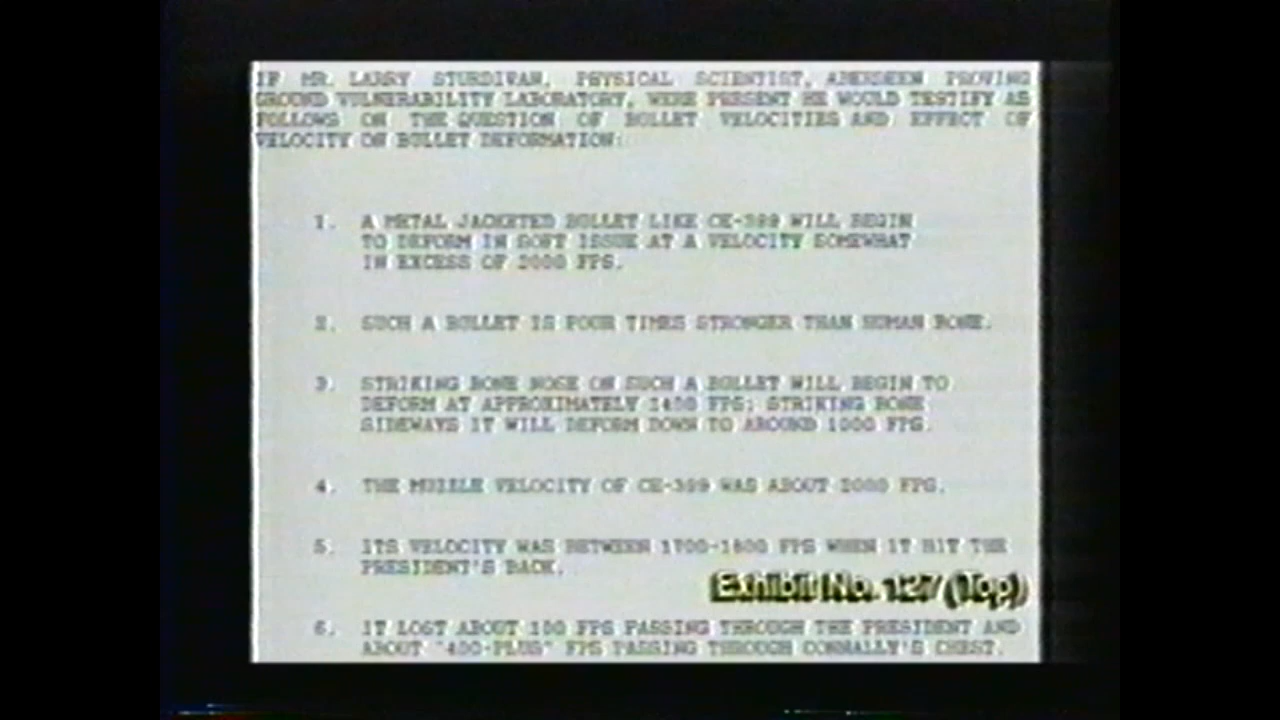 IF MR. LARRY STURDIVAN, PHYSICAL SCIENTIST, ABERDEEN PROVING
GROUND VULNERABILITY LABORATORY, WERE PRESENT HE WOULD TESTIFY AS
FOLLOWS ON THE QUESTION OF BULLET VELOCITIES AND EFFECT OF
VELOCITY ON BULLET DEFORMATION:
1. A METAL JACKETED BULLET LIKE CE-399 WILL BEGIN
TO DEFORM IN SOFT ISSUE AT A VELOCITY SOMEWHAT
IN EXCESS OF 2000 FPS.
2. SUCH A BULLET IS FOUR TIMES STRONGER THAN HUMAN BONE.
3. STRIKING BONE NOSE ON SUCH A BULLET WILL BEGIN TO
DEFORM AT APPROXIMATELY 1400 FPS; STRIKING BONE
SIDEWAYS IT WILL DEFORM DOWN TO AROUND 1000 FPS.
4. THE MUZZLE VELOCITY OF CE-399 WAS ABOUT 2000 FPS.
5. ITS VELOCITY WAS BETWEEN 1700-1800 FPS WHEN IT HIT THE
PRESIDENT'S BACK.
Exhibit No. 127 (Top)
6. IT LOST ABOUT 100 FPS PASSING THROUGH THE PRESIDENT AND
ABOUT "400-PLUS" FPS PASSING THROUGH CONNALLY'S CHEST.